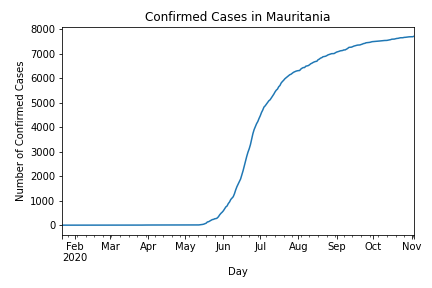 Confirmed Cases in Mauritania
Number of Confirmed Cases
8000
7000
6000
5000
4000
3000
2000
1000
0
Feb Mar Apr May Jun Jul Aug Sep Oct Nov
2020
Day